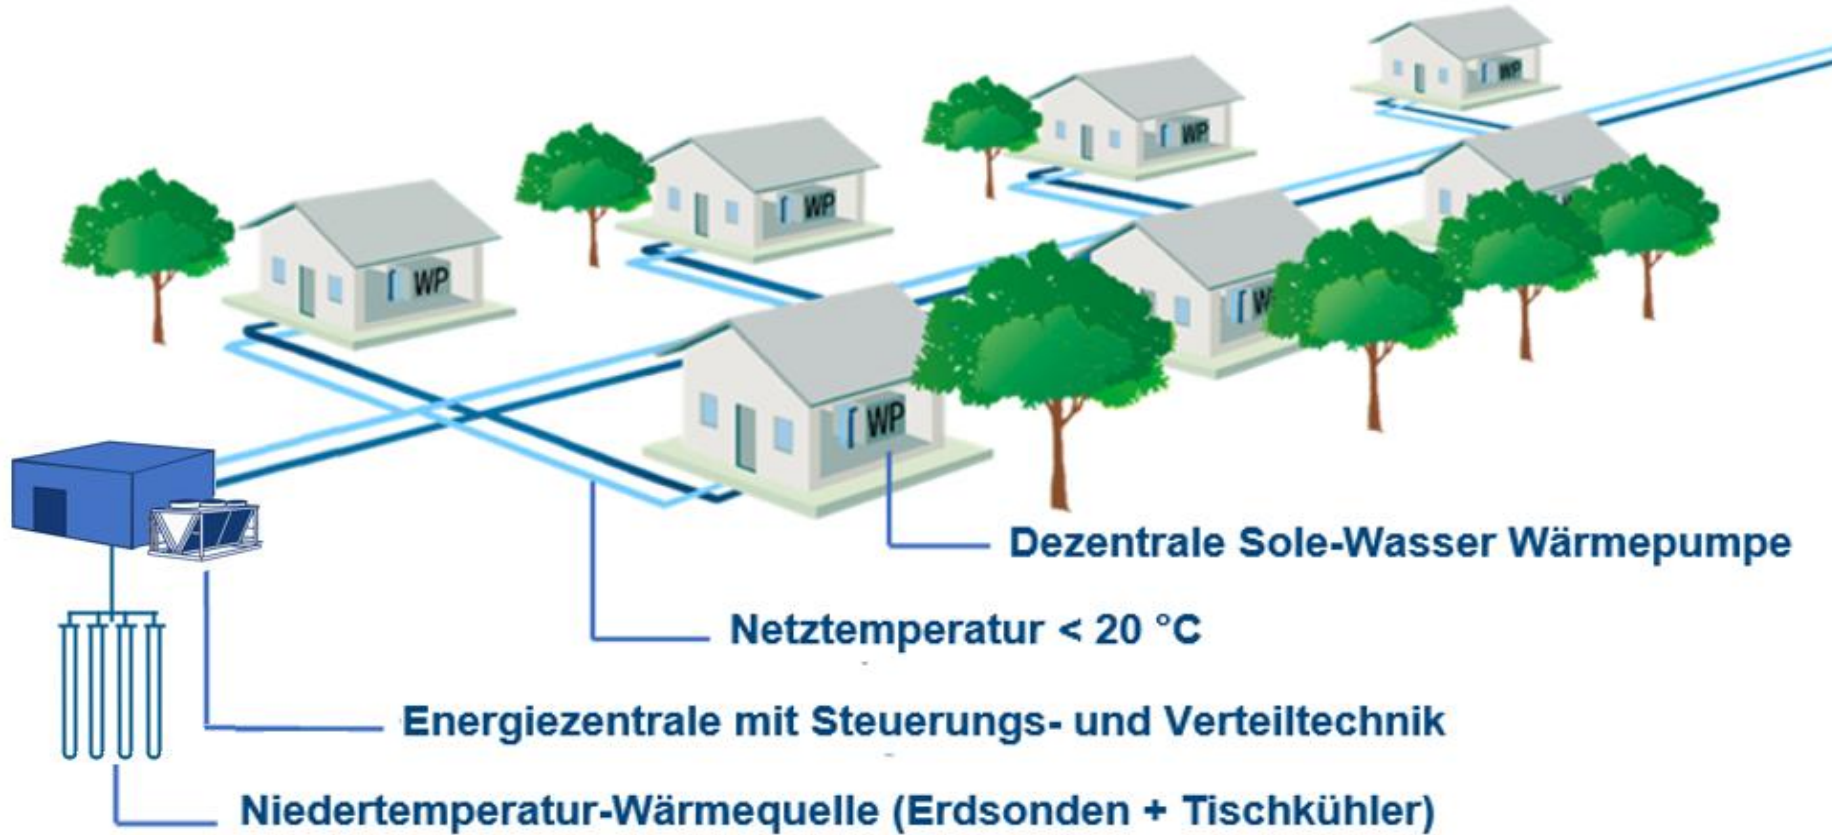 WP
WP
WP
WP
WP
W
Dezentrale Sole-Wasser Wärmepumpe
Netztemperatur < 20 °C
Energiezentrale mit Steuerungs- und Verteiltechnik
Niedertemperatur-Wärmequelle (Erdsonden + Tischkühler)